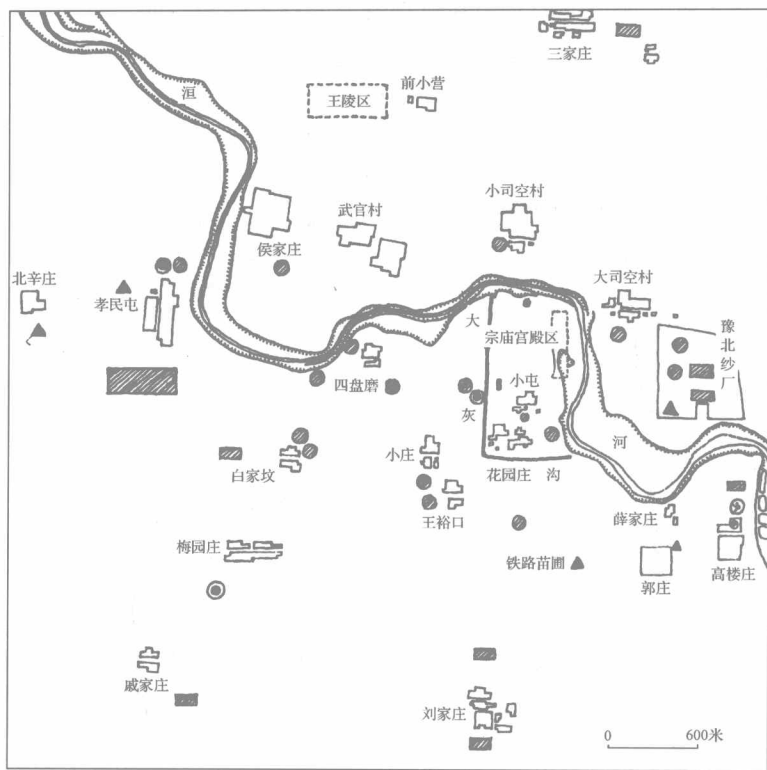 三家庄
洹
王陵区
前小营
小司空村
武官村
侯家庄
北辛庄
孝民屯
大司空村
大
宗庙宫殿区
豫北纱厂
四盘磨
小屯
灰
河
白家坟
小庄
花园庄
沟
王裕口
薛家庄
梅园庄
铁路苗圃
郭庄
高楼庄
戚家庄
刘家庄
0
600米